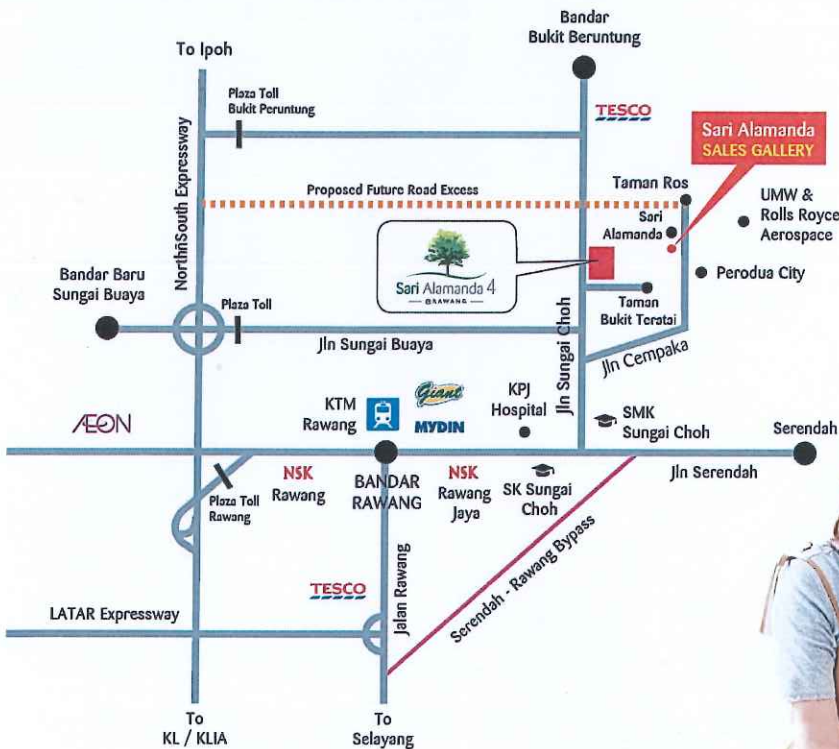 Bandar
Bukit Beruntung
To Ipoh
Plaza Toll
Bukit Peruntung
TESCO
Sari Alamanda
SALES GALLERY
Proposed Future Road Excess
Taman Ros
Sari
Alamanda
UMW &
Rolls Royce
Aerospace
NorthñSouth Expressway
Sari Alamanda 4
@RAWANG
Perodua City
Bandar Baru
Sungai Buaya
Plaza Toll
Taman
Bukit Teratai
Jln Sungai Buaya
Jln Sungai Choh
Jln Cempaka
ÆON
KTM
Rawang
Giant
MYDIN
KPJ
Hospital
SMK
Sungai Choh
Serendah
Plaza Toll
Rawang
NSK
Rawang
BANDAR
RAWANG
NSK
Rawang
Jaya
SK Sungai
Choh
Jln Serendah
TESCO
Jalan Rawang
Serendah - Rawang Bypass
LATAR Expressway
To
KL / KLIA
To
Selayang